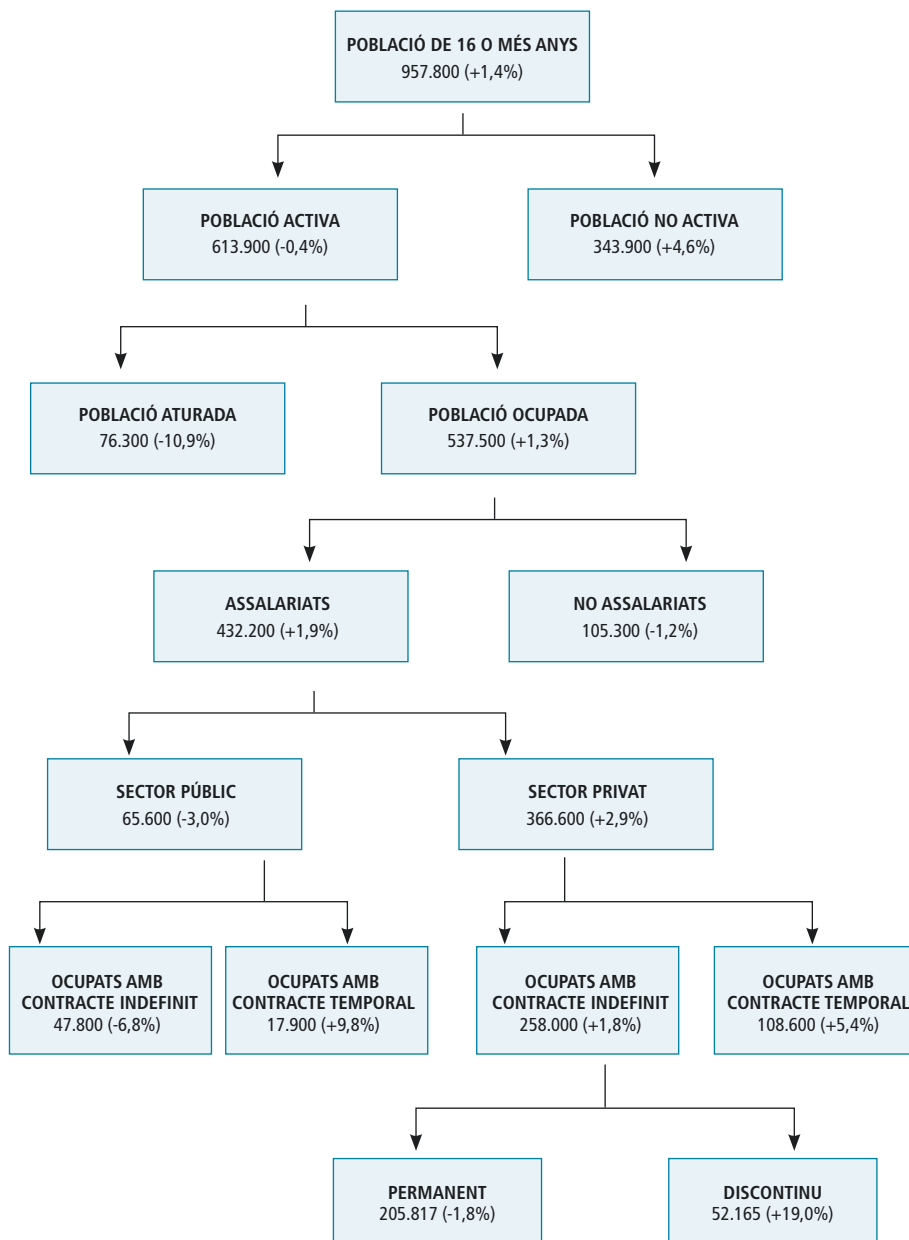 POBLACIÓ DE 16 O MÉS ANYS
957.800 (+1,4%)
POBLACIÓ ACTIVA
613.900 (-0,4%)
POBLACIÓ NO ACTIVA
343.900 (+4,6%)
POBLACIÓ ATURADA
76.300 (-10,9%)
POBLACIÓ OCUPADA
537.500 (+1,3%)
ASSALARIATS
432.200 (+1,9%)
NO ASSALARIATS
105.300 (-1,2%)
SECTOR PÚBLIC
65.600 (-3,0%)
SECTOR PRIVAT
366.600 (+2,9%)
OCUPATS AMB
CONTRACTE INDEFINIT
47.800 (-6,8%)
OCUPATS AMB
CONTRACTE TEMPORAL
17.900 (+9,8%)
OCUPATS AMB
CONTRACTE INDEFINIT
258.000 (+1,8%)
OCUPATS AMB
CONTRACTE TEMPORAL
108.600 (+5,4%)
PERMANENT
205.817 (-1,8%)
DISCONTINU
52.165 (+19,0%)